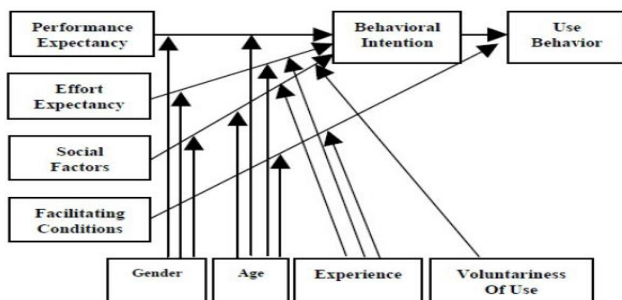 Performance
Expectancy
Behavioral
Intention
Use
Behavior
Effort
Expectancy
Social
Factors
Facilitating
Conditions
Gender
Age
Experience
Voluntariness
Of Use